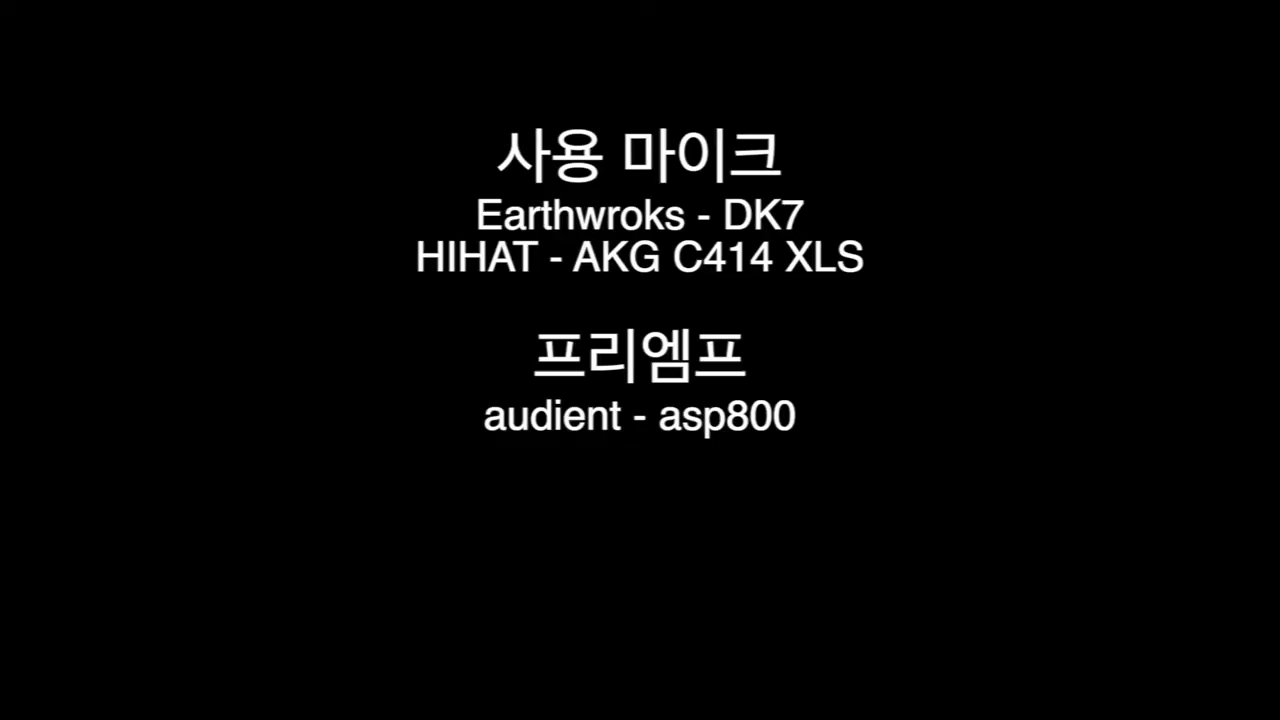 사용 마이크
Earthwroks - DK7
HIHAT - AKG C414 XLS
프리엠프
audient - asp800